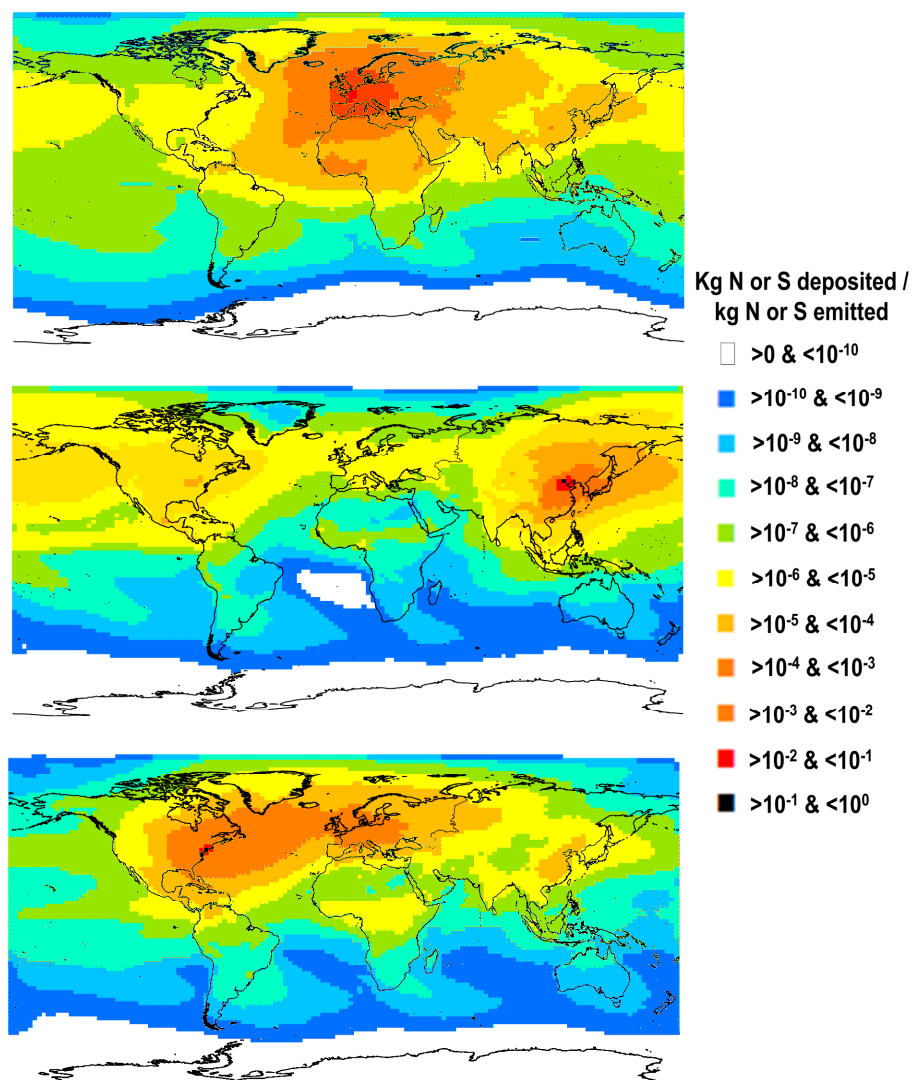 Kg N or S deposited /
kg N or S emitted
>0 & <10⁻¹⁰
>10⁻¹⁰ & <10⁻⁹
>10⁻⁹ & <10⁻⁸
>10⁻⁸ & <10⁻⁷
>10⁻⁷ & <10⁻⁶
>10⁻⁶ & <10⁻⁵
>10⁻⁵ & <10⁻⁴
>10⁻⁴ & <10⁻³
>10⁻³ & <10⁻²
>10⁻² & <10⁻¹
>10⁻¹ & <10⁰